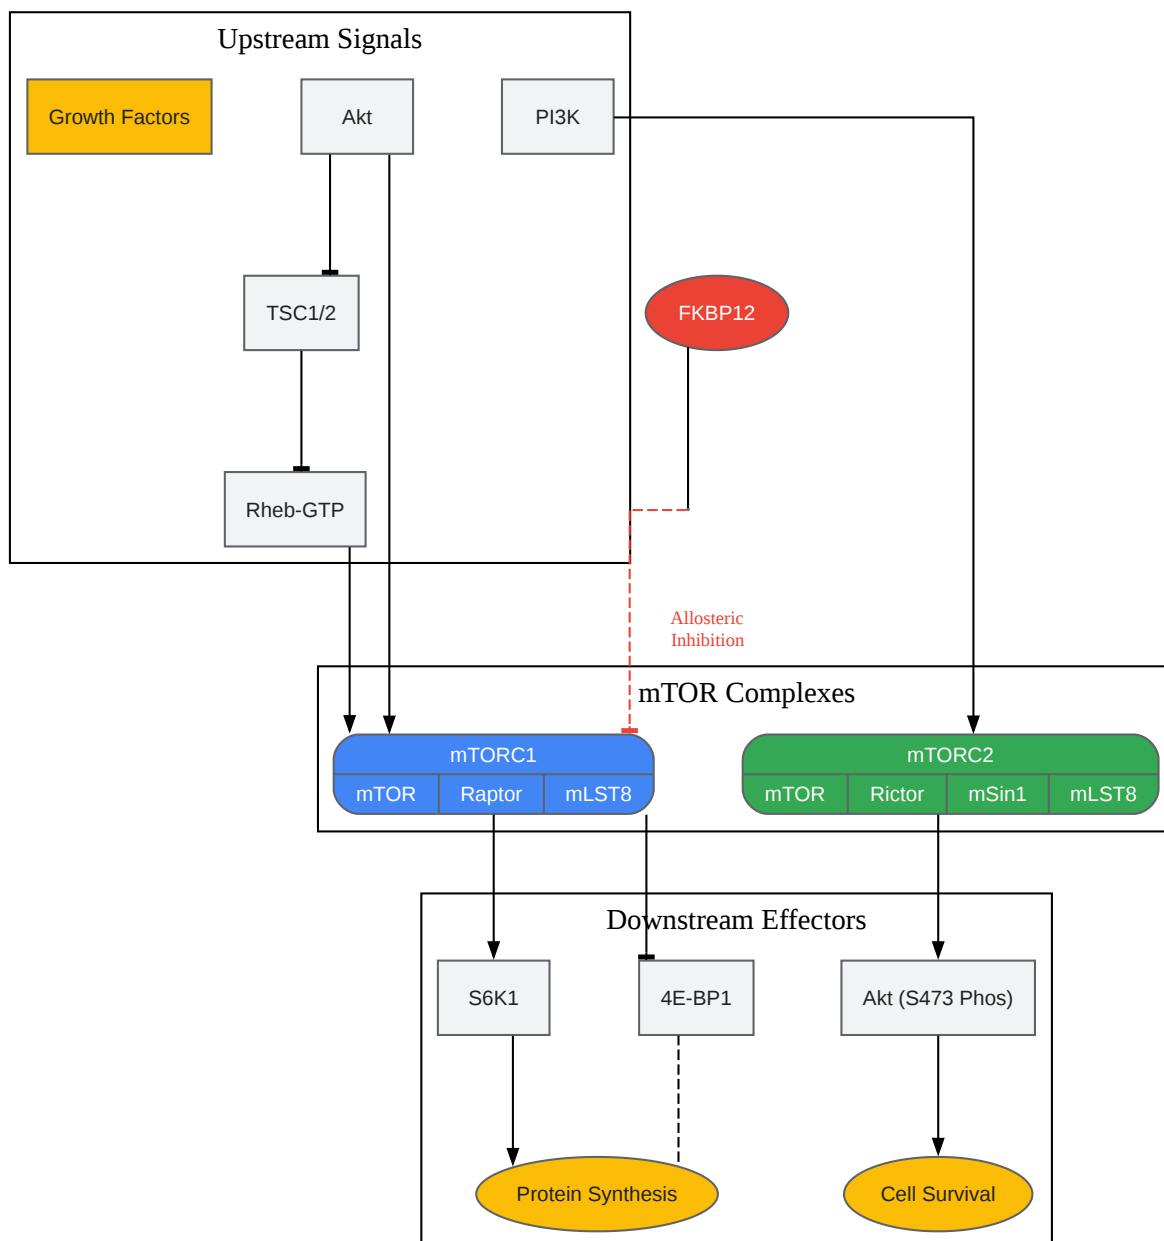 Upstream Signals
Growth Factors
Akt
PI3K
TSC1/2
FKBP12
Rheb-GTP
Allosteric
Inhibition
mTOR Complexes
mTORC1
mTOR
Raptor
mLST8
mTORC2
mTOR
Rictor
mSin1
mLST8
Downstream Effectors
S6K1
4E-BP1
Akt (S473 Phos)
Protein Synthesis
Cell Survival